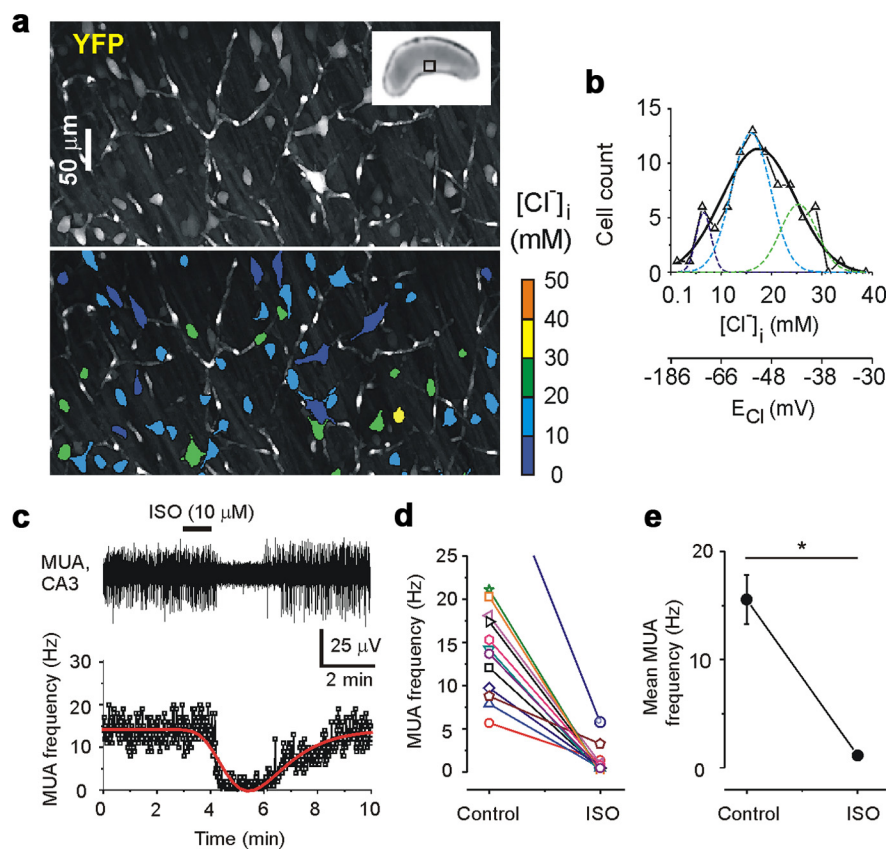 a
YFP
50 μm
[Cl⁻]i
(mM)
50
40
30
20
10
0
b
Cell count
15
10
5
0
0.1 10 20 30 40
[Cl⁻]i (mM)
-186 -66 -48 -38 -30
ECl (mV)
c
ISO (10 μM)
MUA,
CA3
25 μV
2 min
MUA frequency (Hz)
30
20
10
0
0 2 4 6 8 10
Time (min)
d
MUA frequency (Hz)
25
20
15
10
5
0
Control ISO
e
Mean MUA
frequency (Hz)
20
10
0
*
Control ISO